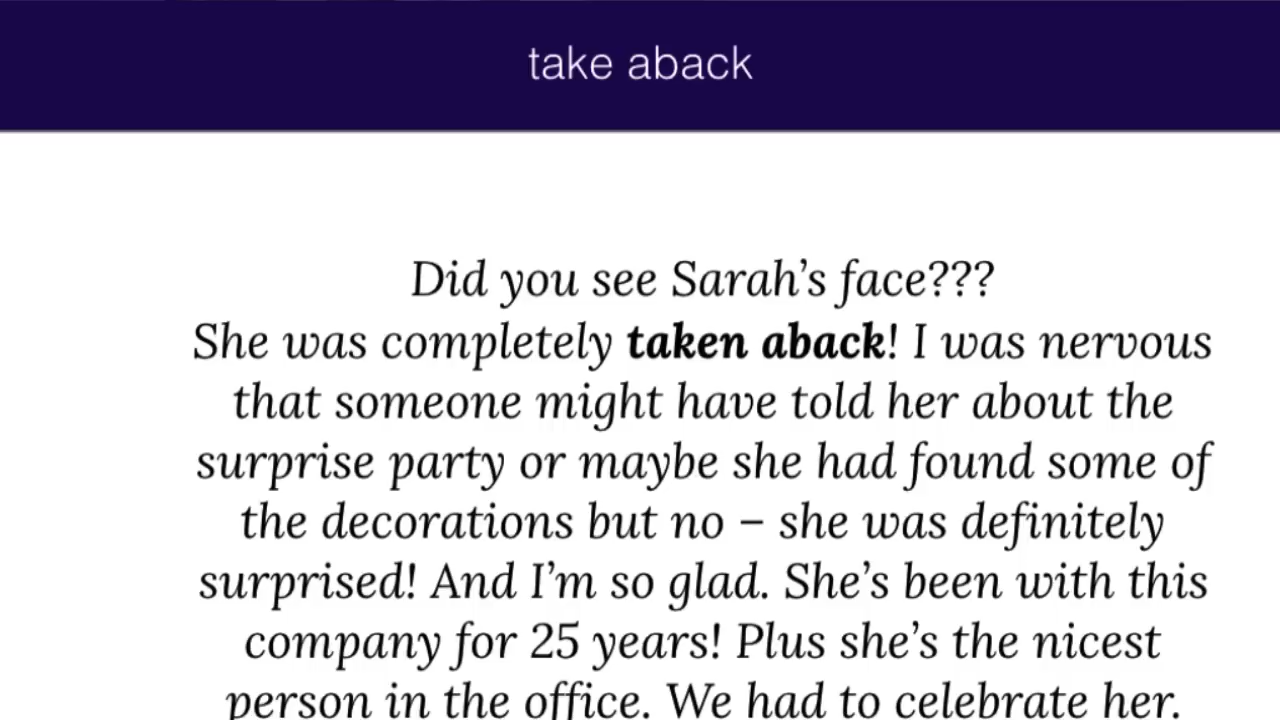 take aback
Did you see Sarah’s face???
She was completely taken aback! I was nervous
that someone might have told her about the
surprise party or maybe she had found some of
the decorations but no – she was definitely
surprised! And I’m so glad. She’s been with this
company for 25 years! Plus she’s the nicest
person in the office. We had to celebrate her.